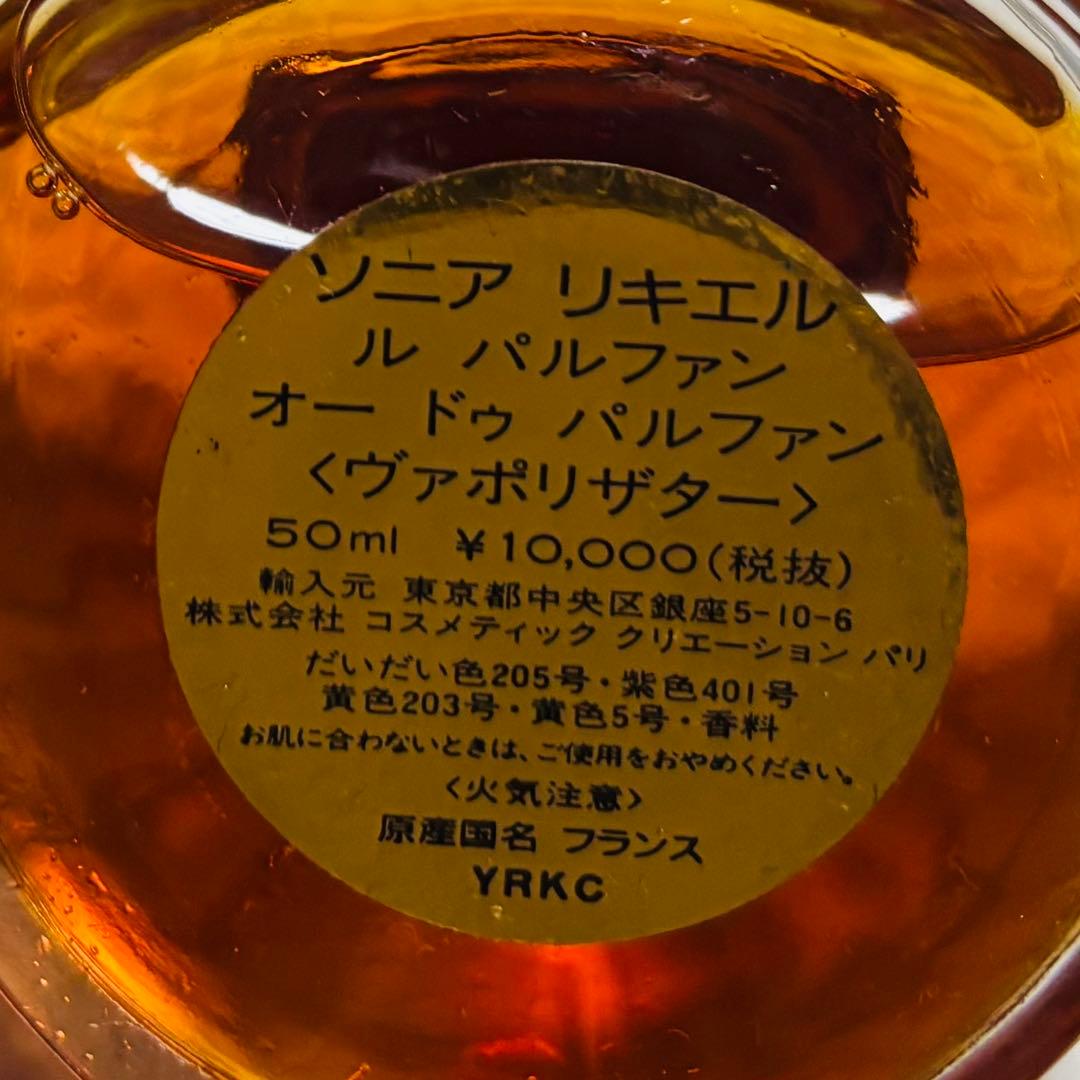 ソニア リキエル
ル パルファン
オー ドゥ パルファン
<ヴァポリザター>
50ml ¥10,000(税抜)
輸入元 東京都中央区銀座5-10-6
株式会社 コスメティック クリエーション パリ
だいだい色205号・紫色401号
黄色203号・黄色5号・香料
お肌に合わないときは、ご使用をおやめください。
<火気注意>
原産国名 フランス
YRKC